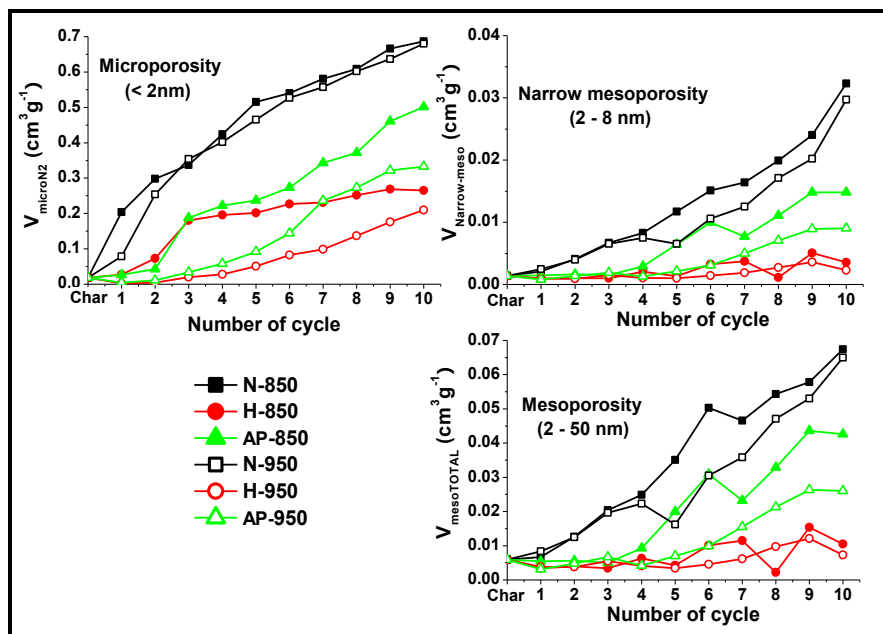 Microporosity
(< 2nm)
V microN2 (cm³g⁻¹)
0.7
0.6
0.5
0.4
0.3
0.2
0.1
0.0
Char 1 2 3 4 5 6 7 8 9 10
Number of cycle
Narrow mesoporosity
(2 - 8 nm)
V Narrow-meso (cm³g⁻¹)
0.04
0.03
0.02
0.01
0.00
Char 1 2 3 4 5 6 7 8 9 10
Number of cycle
N-850
H-850
AP-850
N-950
H-950
AP-950
Mesoporosity
(2 - 50 nm)
V mesoTOTAL (cm³g⁻¹)
0.07
0.06
0.05
0.04
0.03
0.02
0.01
0.00
Char 1 2 3 4 5 6 7 8 9 10
Number of cycle